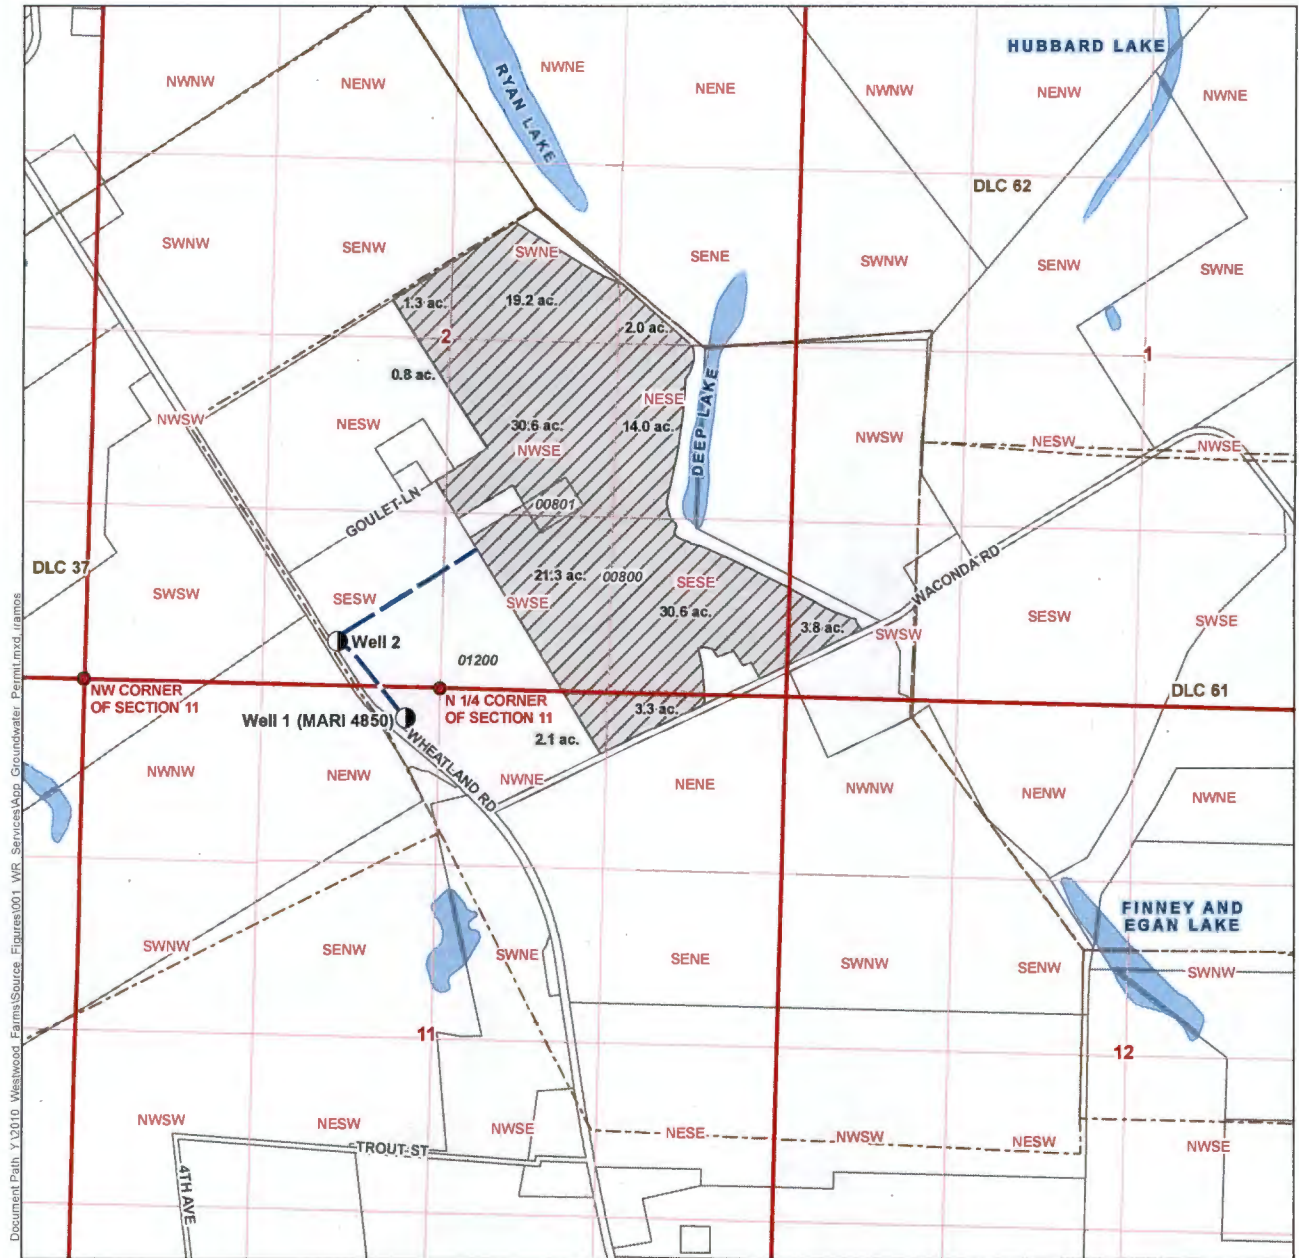 HUBBARD LAKE
RYAN LAKE
NWNW
NENW
NWNE
NENE
NWNW
NENW
NWNE
DLC 62
SWNW
SENW
SWNE
SENE
SWNW
SENW
SWNE
1.3 ac.
19.2 ac.
2.0 ac.
2
1
0.8 ac.
DEEP LAKE
NWSW
NESW
30.6 ac.
NWSE
NESE
14.0 ac.
NWSW
NESW
NWSE
GOULET LN
00801
WACONDA RD
DLC 37
SWSW
SESW
21.3 ac.
00800
SWSE
SESE
30.6 ac.
3.8 ac.
SWSW
SESW
SWSE
Well 2
01200
NW CORNER
OF SECTION 11
N 1/4 CORNER
OF SECTION 11
DLC 61
Well 1 (MARI 4850)
WHEATLAND RD
2.1 ac.
3.3 ac.
NWNW
NENW
NWNE
NENE
NWNW
NENW
NWNE
FINNEY AND
EGAN LAKE
SWNW
SENW
SWNE
SENE
SWNW
SENW
SWNW
11
12
NWSW
NESW
NWSE
NESE
NWSW
NESW
NWSE
TROUT ST
4TH AVE
Document Path: Y:\2010_Westwood_Farms\Source_Figures\001_WR_Services\App_Groundwater_Permit.mxd, jramos